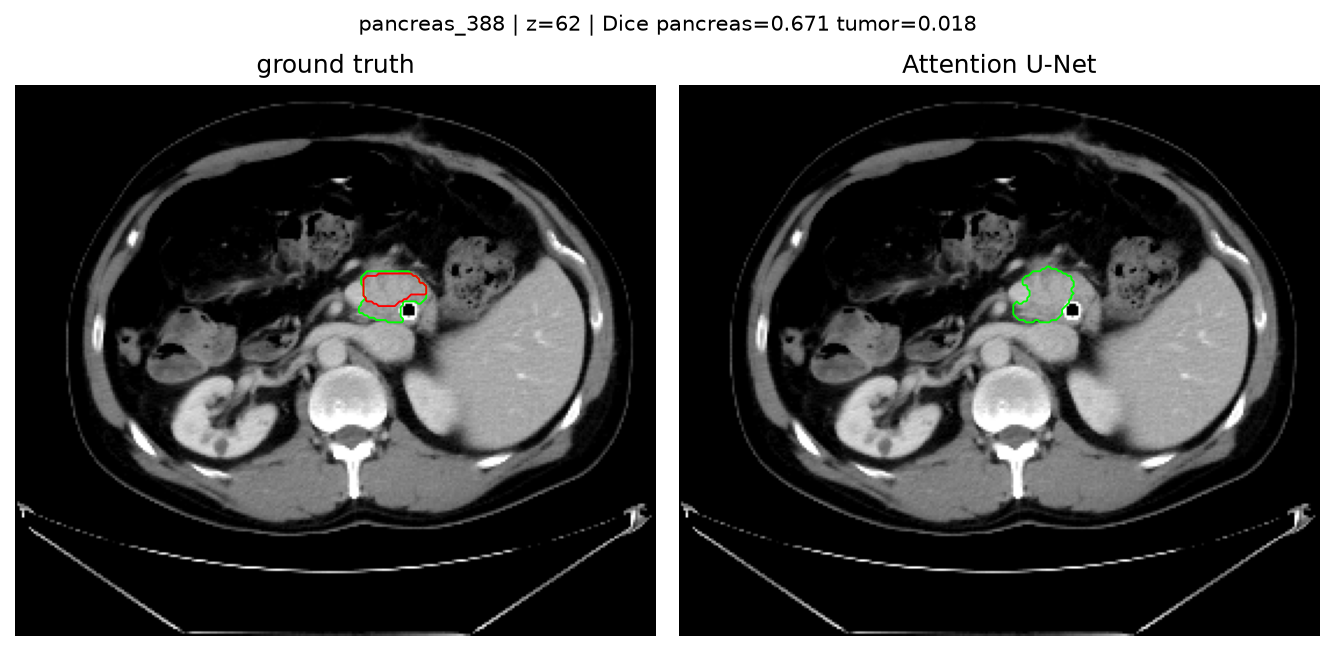 pancreas_388 | z=62 | Dice pancreas=0.671 tumor=0.018
ground truth
Attention U-Net